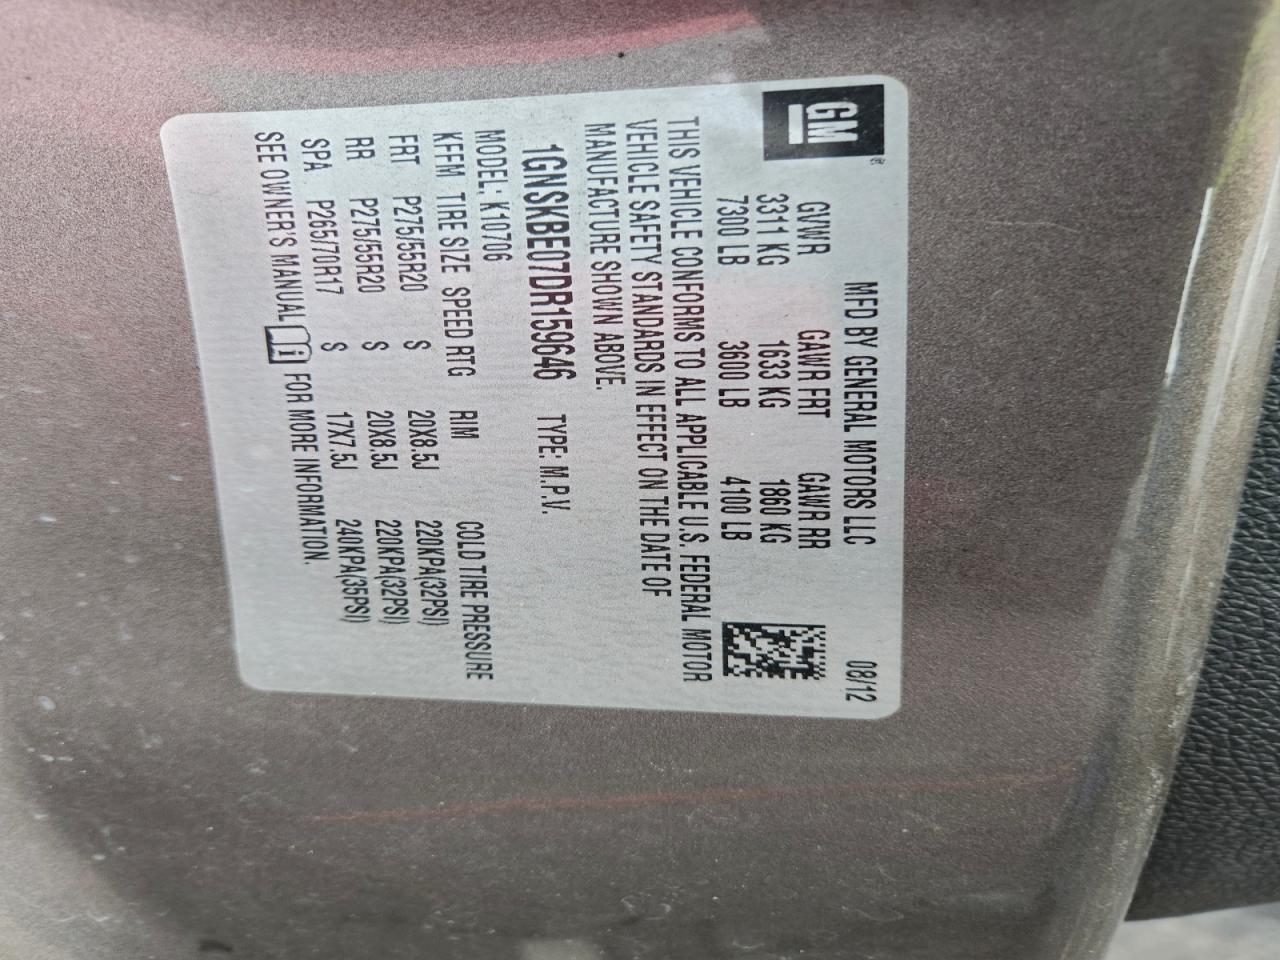 GM®
MFD BY GENERAL MOTORS LLC 08/12
GVWR GAWR FRT GAWR RR
3311 KG 1633 KG 1860 KG
7300 LB 3600 LB 4100 LB
THIS VEHICLE CONFORMS TO ALL APPLICABLE U.S. FEDERAL MOTOR
VEHICLE SAFETY STANDARDS IN EFFECT ON THE DATE OF
MANUFACTURE SHOWN ABOVE.
1GNSKBE07DR159646 TYPE: M.P.V.
MODEL: K10706
KFFM TIRE SIZE SPEED RTG RIM COLD TIRE PRESSURE
FRT P275/55R20 S 20X8.5J 220KPA(32PSI)
RR P275/55R20 S 20X8.5J 220KPA(32PSI)
SPA P265/70R17 S 17X7.5J 240KPA(35PSI)
SEE OWNER'S MANUAL i FOR MORE INFORMATION.